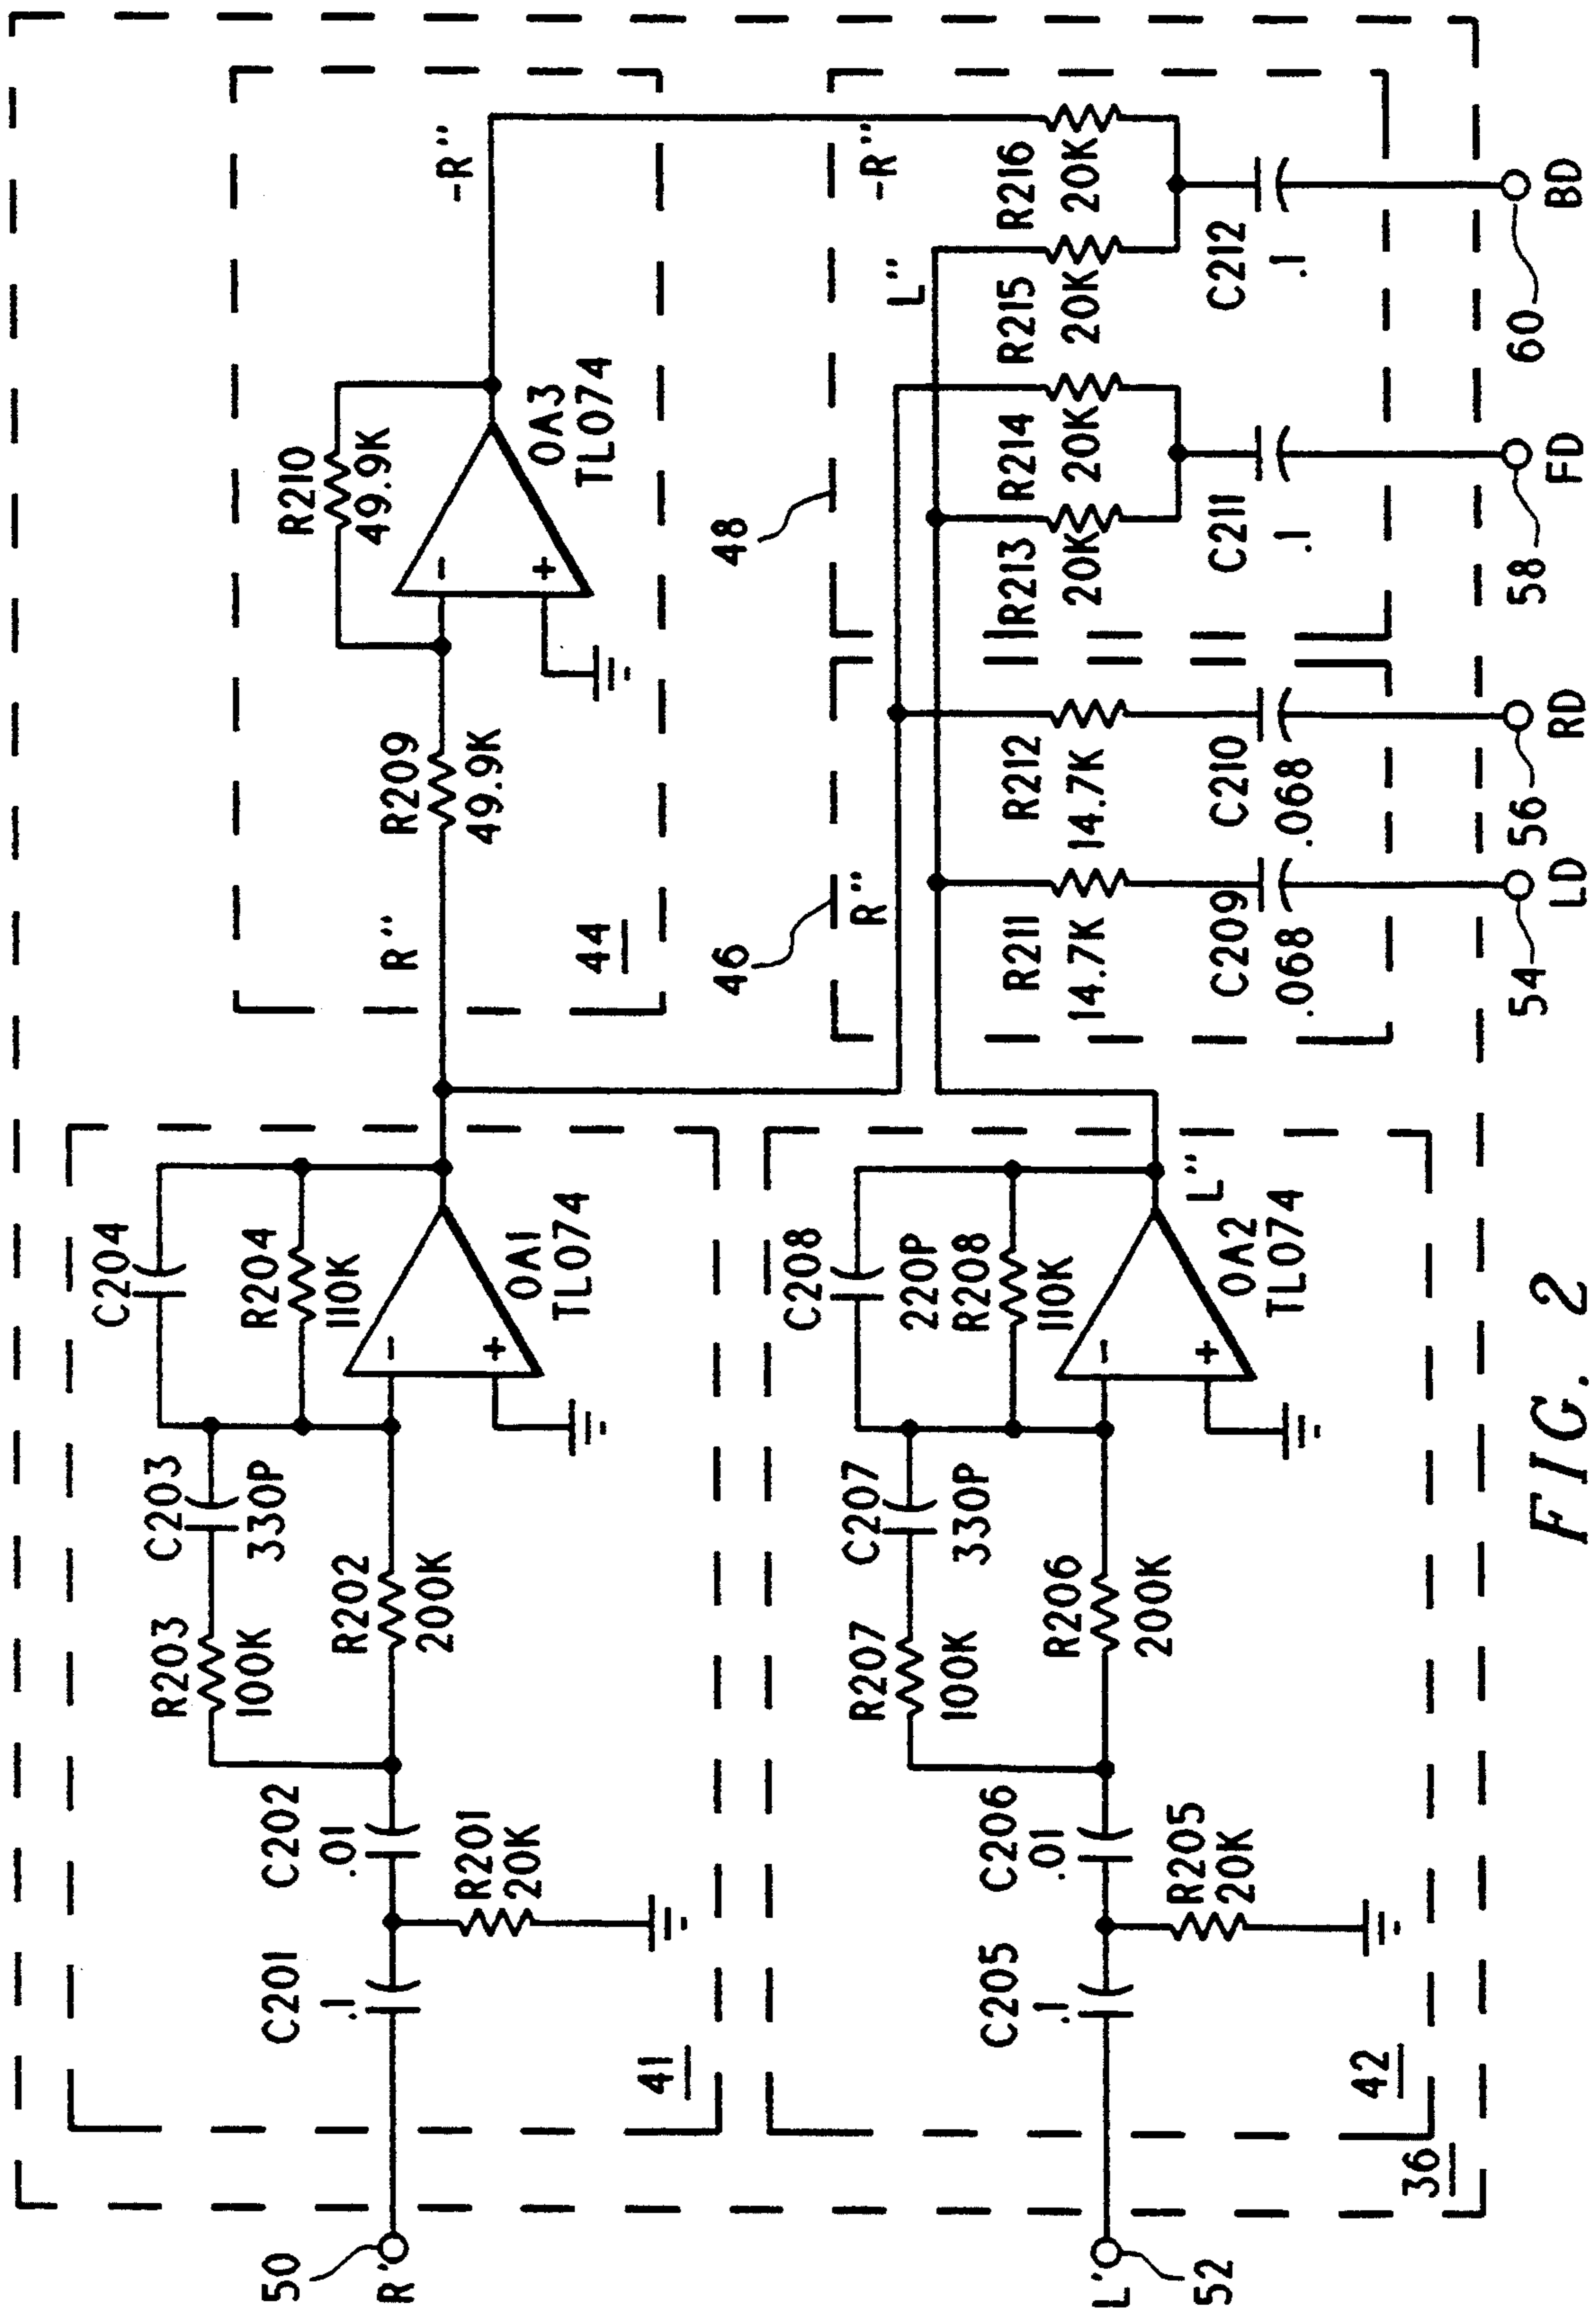 R210
49.9K
OA3
TL074
-R''
R''
R209
49.9K
44
C204
R204
110K
OA1
TL074
C203
330P
R203
100K
R202
200K
C202
.01
R201
20K
C201
.1
41
50
R'
48
-R''
L''
R213
20K
R214
20K
R215
20K
R216
20K
C211
.1
C212
.1
46
R''
R211
14.7K
R212
14.7K
C209
.068
C210
.068
C208
220P
R208
110K
OA2
TL074
L''
C207
330P
R207
100K
R206
200K
C206
.01
R205
20K
C205
.1
42
36
L'
52
54
LD
56
RD
58
FD
60
BD
FIG. 2